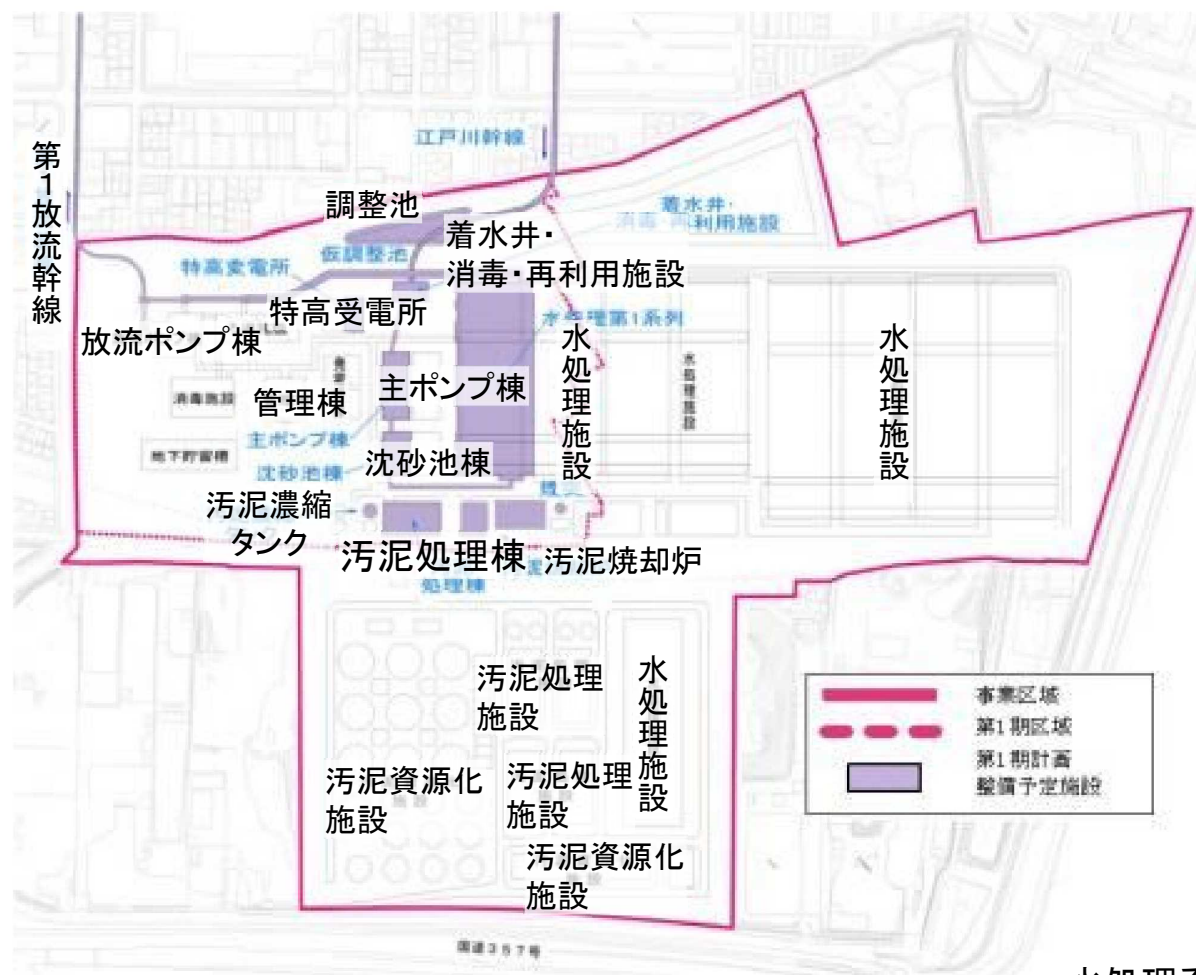 江戸川幹線
第1放流幹線
調整池
着水井・
消毒・再利用施設
仮調整池
着水井・
消毒・再利用施設
特高変電所
特高受電所
水処理第1系列
放流ポンプ棟
水処理施設
水処理施設
水処理施設
消毒施設
管理棟
主ポンプ棟
主ポンプ棟
地下貯留槽
沈砂池棟
沈砂池棟
汚泥濃縮
タンク
汚泥処理棟
汚泥焼却炉
処理棟
汚泥処理
施設
水処理施設
汚泥資源化
施設
汚泥処理
施設
汚泥資源化
施設
事業区域
第1期区域
第1期計画
整備予定施設
国道357号